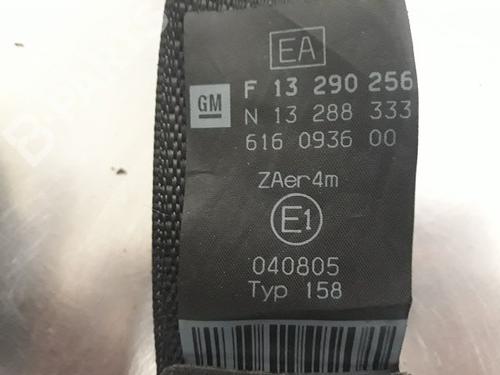 EA
GM F 13 290 256
N 13 288 333
616 0936 00
ZAer4m
E1
040805
Typ 158